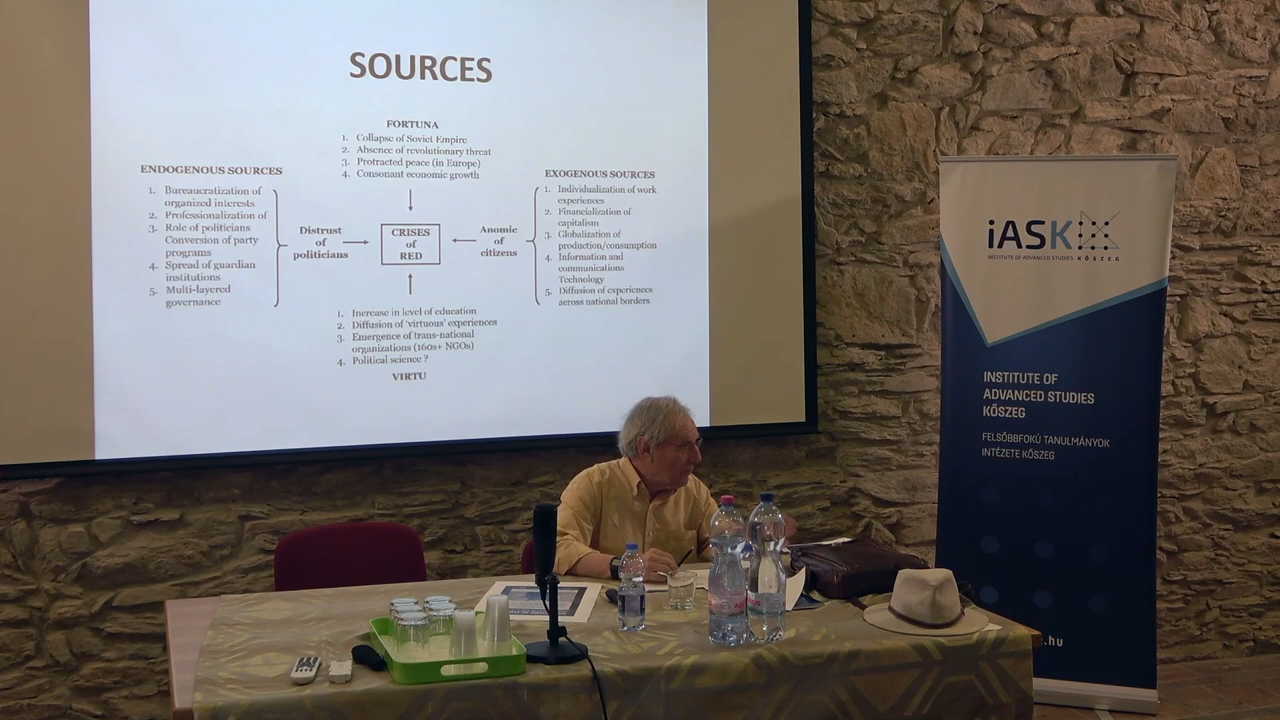 SOURCES
FORTUNA
1. Collapse of Soviet Empire
2. Absence of revolutionary threat
3. Protracted peace (in Europe)
4. Consonant economic growth
ENDOGENOUS SOURCES
1. Bureaucratization of
organized interests
2. Professionalization of
3. Role of politicians
Conversion of party
programs
4. Spread of guardian
institutions
5. Multi-layered
governance
Distrust
of
politicians
CRISES
of
RED
Anomic
of
citizens
EXOGENOUS SOURCES
1. Individualization of work
experiences
2. Financialization of
capitalism
3. Globalization of
production/consumption
4. Information and
communications
Technology
5. Diffusion of experiences
across national borders
1. Increase in level of education
2. Diffusion of 'virtuous' experiences
3. Emergence of trans-national
organizations (160s+ NGOs)
4. Political science ?
VIRTU
iASK
INSTITUTE OF ADVANCED STUDIES KŐSZEG
INSTITUTE OF
ADVANCED STUDIES
KŐSZEG
FELSŐBBFOKÚ TANULMÁNYOK
INTÉZETE KŐSZEG
.hu